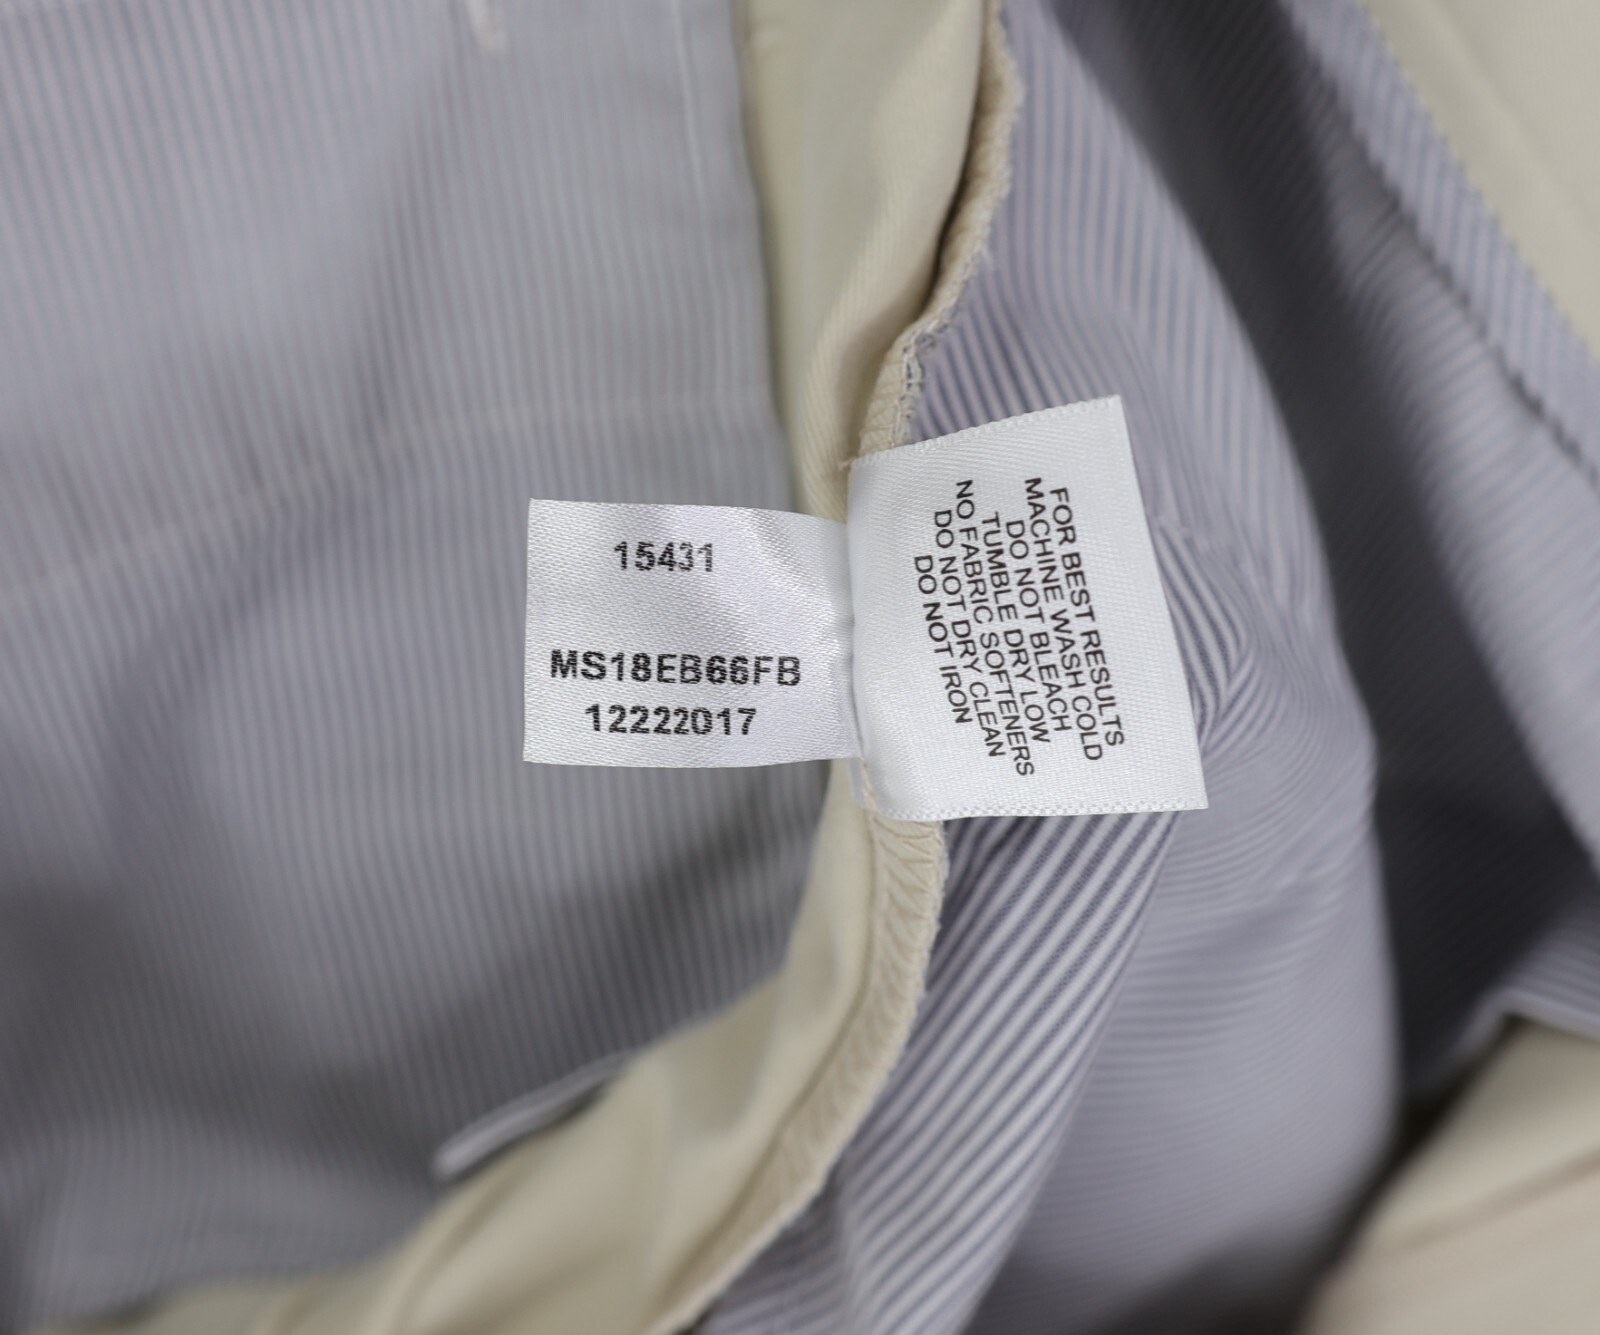 15431
MS18EB66FB
12222017
FOR BEST RESULTS
MACHINE WASH COLD
DO NOT BLEACH
TUMBLE DRY LOW
NO FABRIC SOFTENERS
DO NOT DRY CLEAN
DO NOT IRON